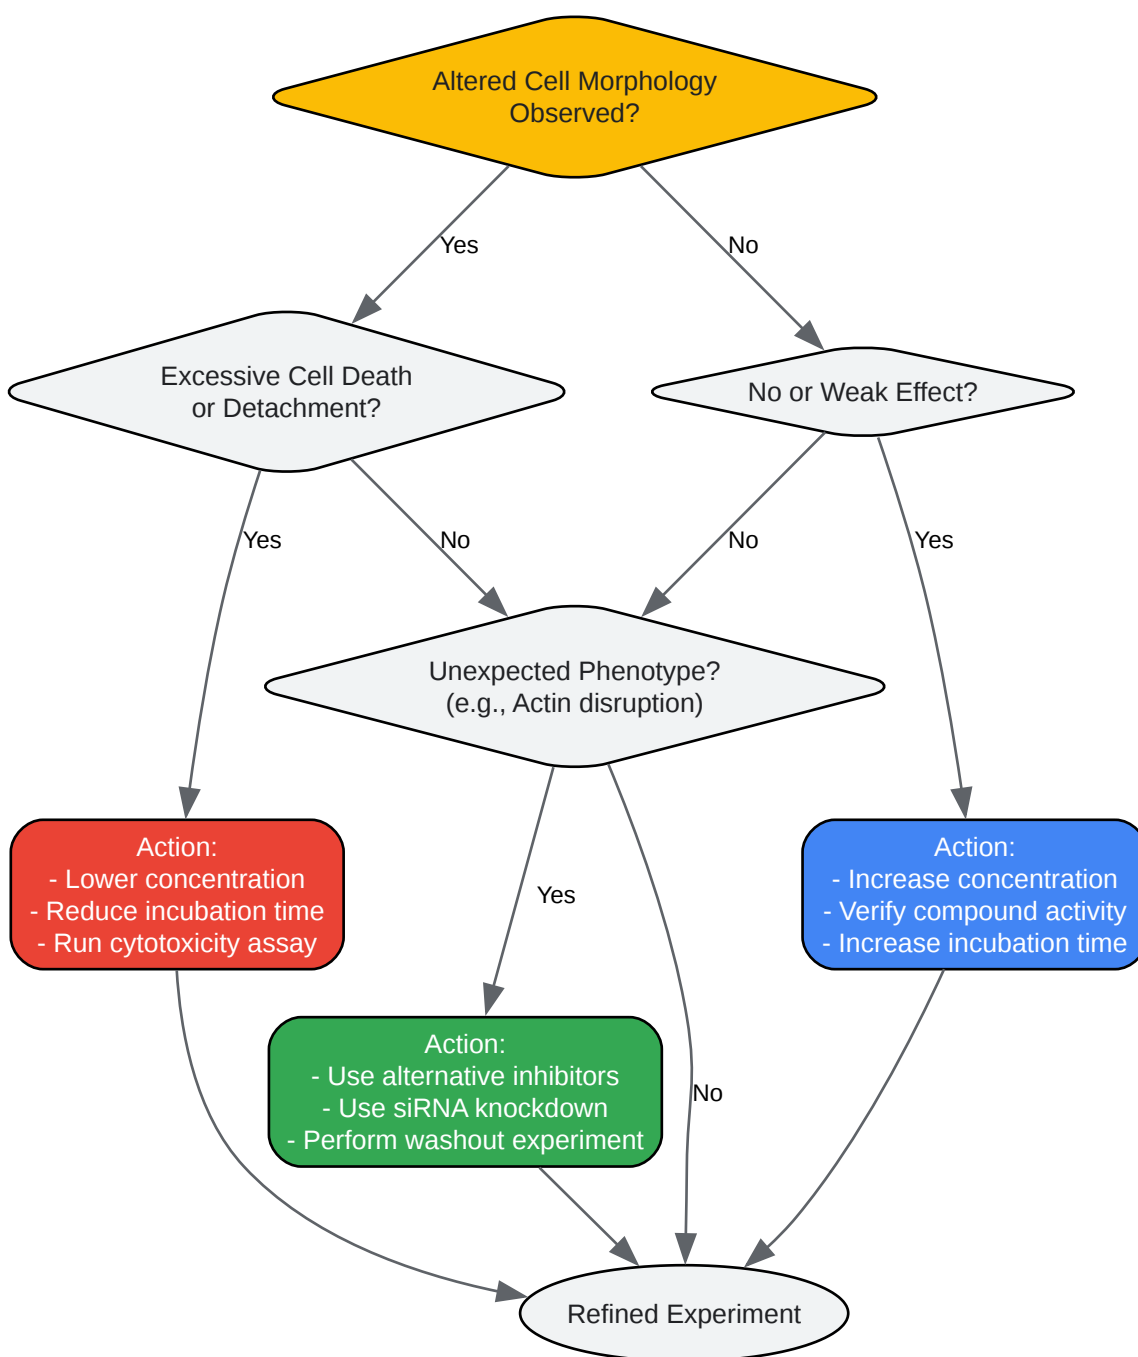 Altered Cell Morphology
Observed?
Yes
No
Excessive Cell Death
or Detachment?
No or Weak Effect?
Yes
No
No
Yes
Unexpected Phenotype?
(e.g., Actin disruption)
Action:
- Lower concentration
- Reduce incubation time
- Run cytotoxicity assay
Yes
Action:
- Increase concentration
- Verify compound activity
- Increase incubation time
Action:
- Use alternative inhibitors
- Use siRNA knockdown
- Perform washout experiment
No
Refined Experiment